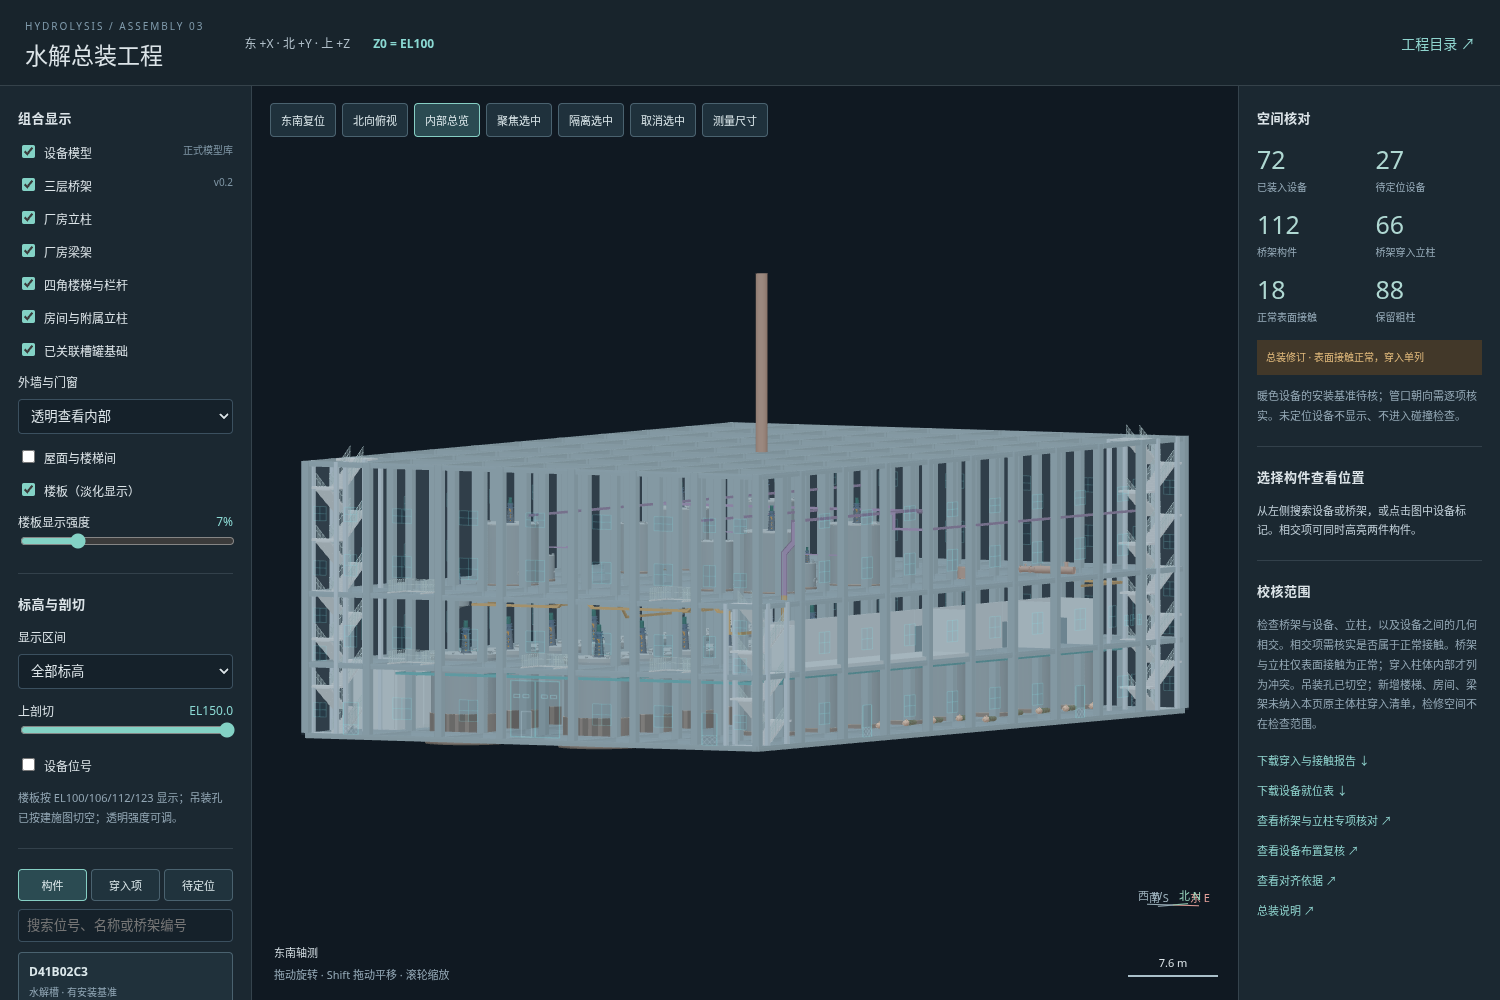 HYDROLYSIS / ASSEMBLY 03
水解总装工程
东 +X · 北 +Y · 上 +Z
Z0 = EL100
工程目录 ↗
组合显示
设备模型
正式模型库
三层桥架
v0.2
厂房立柱
厂房梁架
四角楼梯与栏杆
房间与附属立柱
已关联槽罐基础
外墙与门窗
透明查看内部
屋面与楼梯间
楼板（淡化显示）
楼板显示强度
7%
标高与剖切
显示区间
全部标高
上剖切
EL150.0
设备位号
楼板按 EL100/106/112/123 显示；吊装孔
已按建施图切空；透明强度可调。
构件
穿入项
待定位
搜索位号、名称或桥架编号
D41B02C3
水解槽 · 有安装基准
东南复位
北向俯视
内部总览
聚焦选中
隔离选中
取消选中
测量尺寸
东南轴测
拖动旋转 · Shift 拖动平移 · 滚轮缩放
7.6 m
空间核对
72
已装入设备
27
待定位设备
112
桥架构件
66
桥架穿入立柱
18
正常表面接触
88
保留粗柱
总装修订 · 表面接触正常，穿入单列
暖色设备的安装基准待核；管口朝向需逐项核
实。未定位设备不显示、不进入碰撞检查。
选择构件查看位置
从左侧搜索设备或桥架，或点击图中设备标
记。相交项可同时高亮两件构件。
校核范围
检查桥架与设备、立柱，以及设备之间的几何
相交。相交项需核实是否属于正常接触。桥架
与立柱仅表面接触为正常；穿入柱体内部才列
为冲突。吊装孔已切空；新增楼梯、房间、梁
架未纳入本页原主体柱穿入清单，检修空间不
在检查范围。
下载穿入与接触报告 ↓
下载设备就位表 ↓
查看桥架与立柱专项核对 ↗
查看设备布置复核 ↗
查看对齐依据 ↗
总装说明 ↗